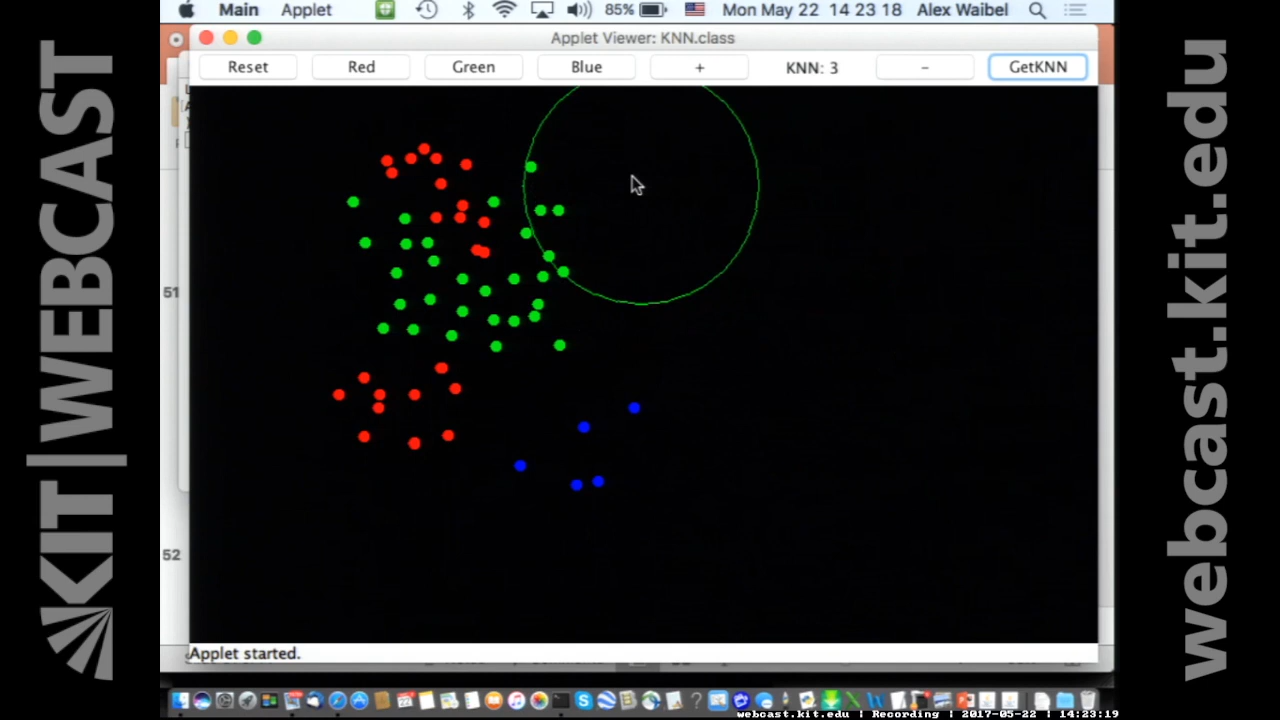 Main Applet 85% Mon May 22 14 23 18 Alex Waibel
Applet Viewer: KNN.class
Reset Red Green Blue + KNN: 3 − GetKNN
51
52
Applet started.
KIT | WEBCAST
webcast.kit.edu
webcast.kit.edu | Recording | 2017-05-22 | 14:23:19